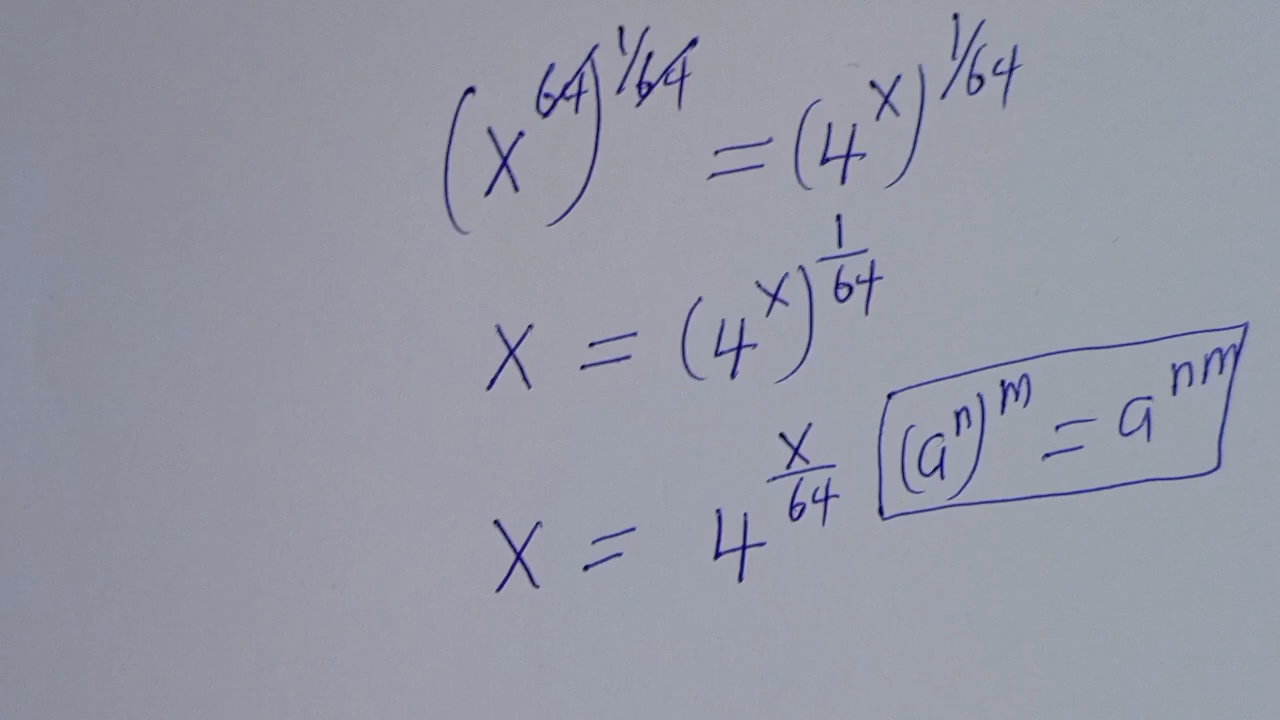 (x^64)^1/64 = (4^x)^1/64
x = (4^x)^1/64
x = 4^x/64 (a^n)^m = a^nm